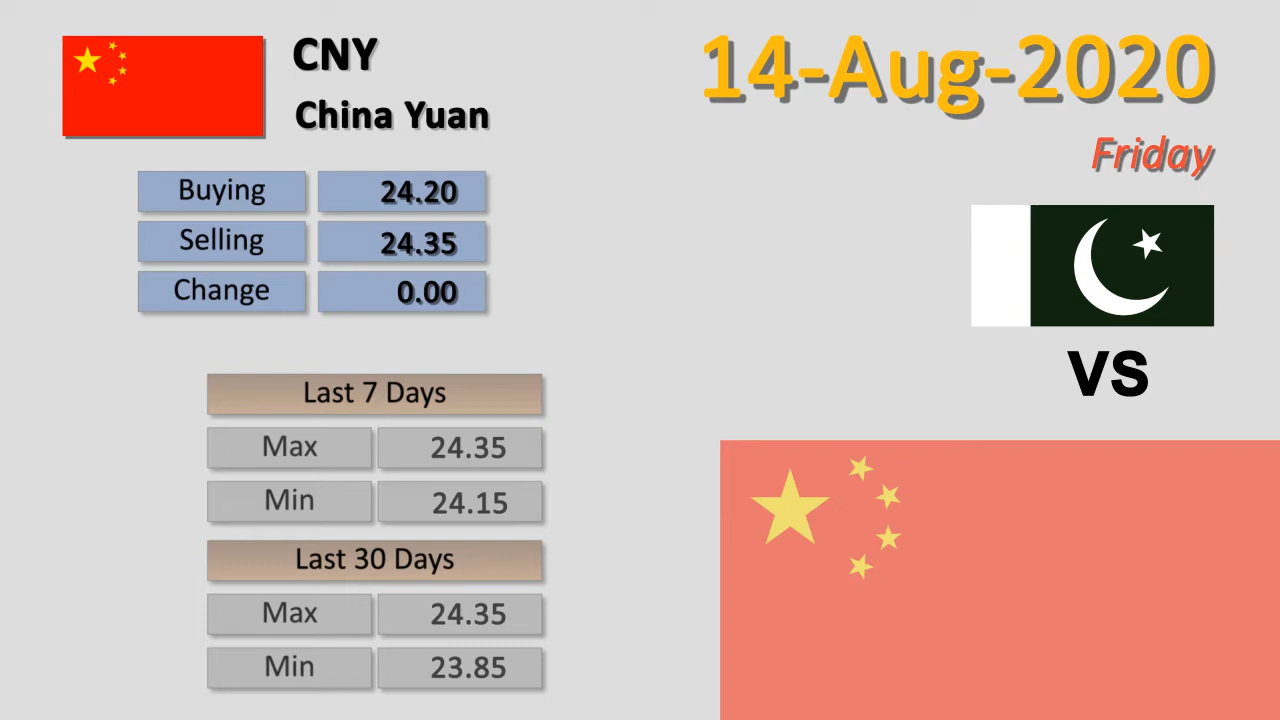 CNY
China Yuan
14-Aug-2020
Friday
Buying 24.20
Selling 24.35
Change 0.00
VS
Last 7 Days
Max 24.35
Min 24.15
Last 30 Days
Max 24.35
Min 23.85